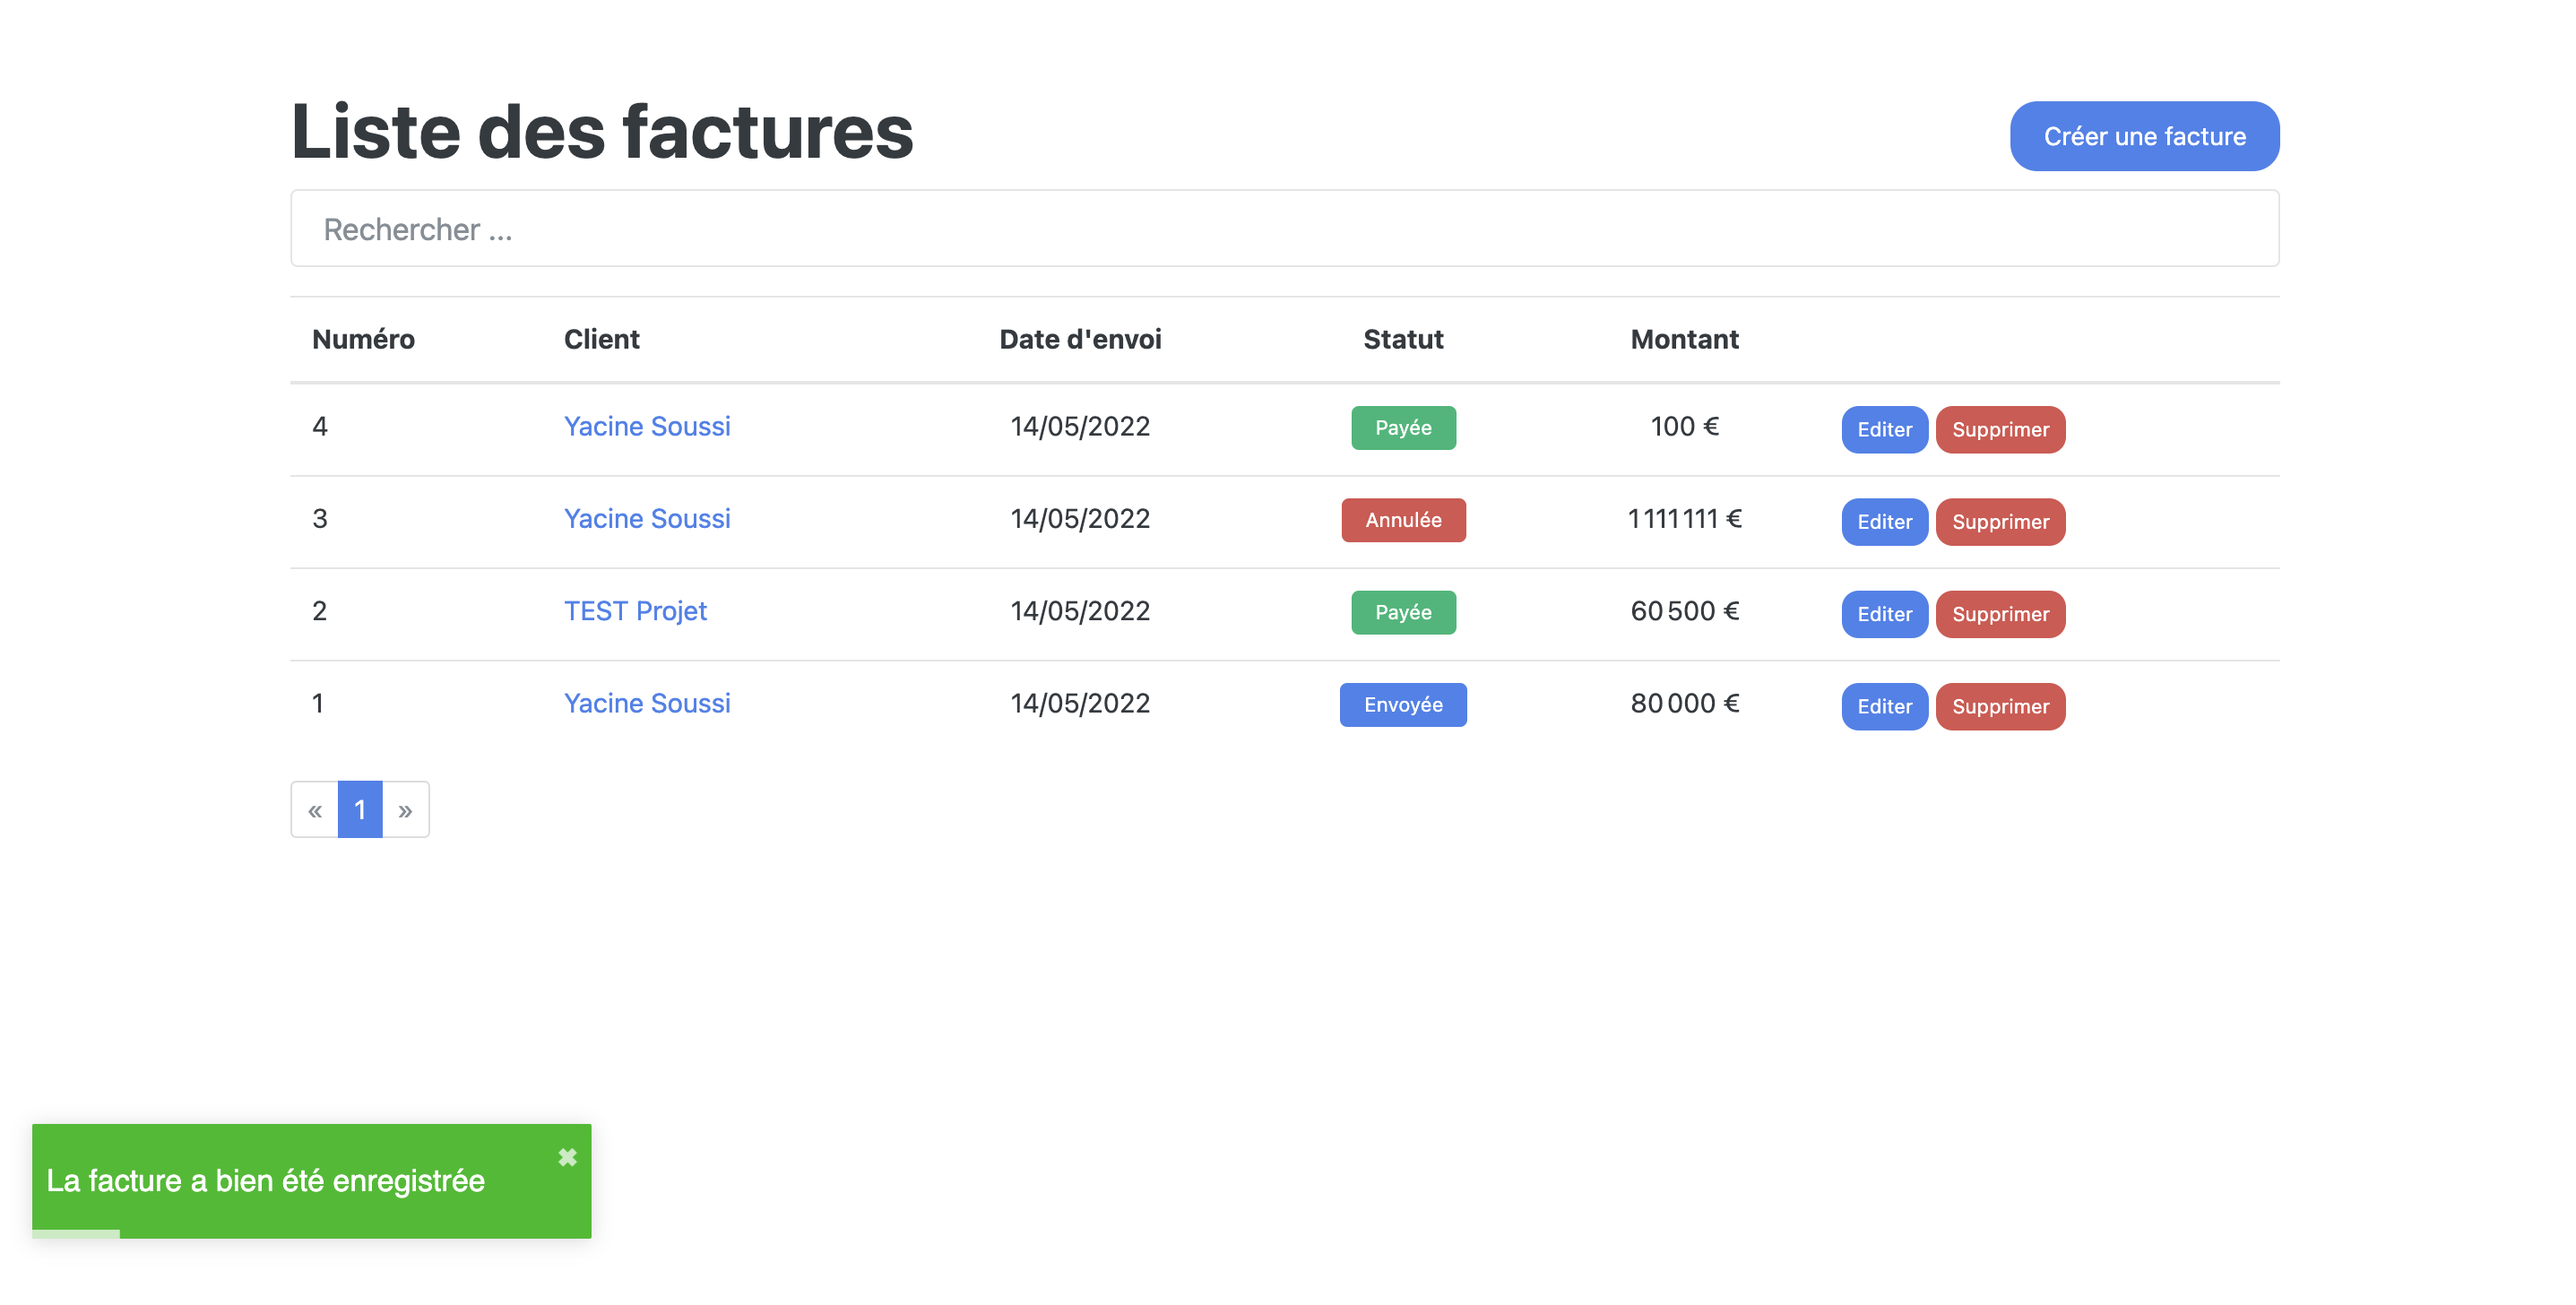 Liste des factures
Créer une facture
Rechercher ...
Numéro Client Date d'envoi Statut Montant
4 Yacine Soussi 14/05/2022 Payée 100 € Editer Supprimer
3 Yacine Soussi 14/05/2022 Annulée 1 111 111 € Editer Supprimer
2 TEST Projet 14/05/2022 Payée 60 500 € Editer Supprimer
1 Yacine Soussi 14/05/2022 Envoyée 80 000 € Editer Supprimer
« 1 »
La facture a bien été enregistrée ✖